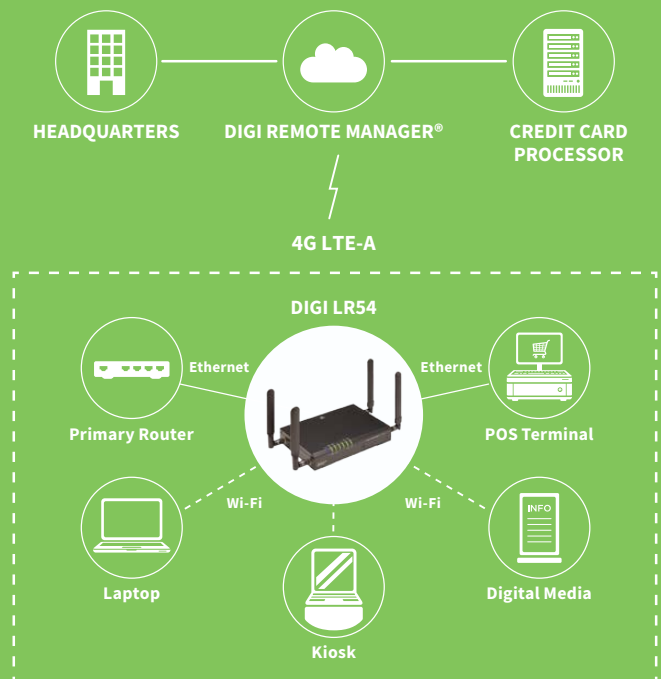 HEADQUARTERS
DIGI REMOTE MANAGER®
CREDIT CARD
PROCESSOR
4G LTE-A
DIGI LR54
Ethernet
Ethernet
Primary Router
POS Terminal
Wi-Fi
Wi-Fi
INFO
Laptop
Digital Media
Kiosk